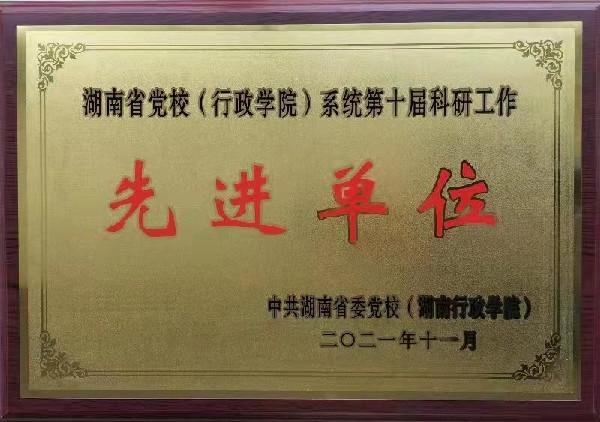 湖南省党校（行政学院）系统第十届科研工作
先进单位
中共湖南省委党校（湖南行政学院）
二〇二一年十一月